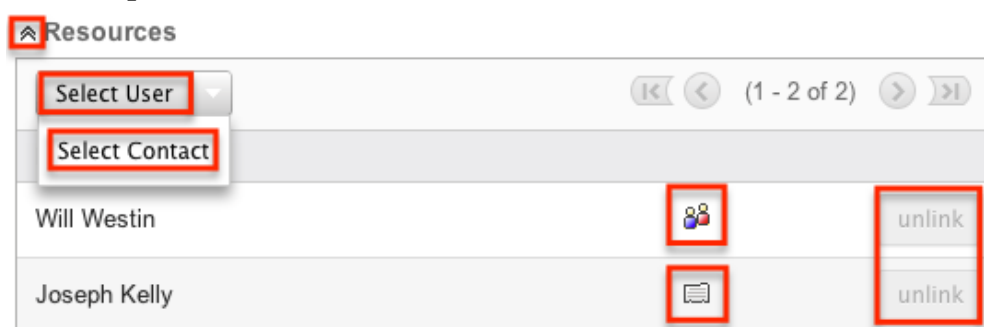 Resources
Select User
(1 - 2 of 2)
Select Contact
Will Westin
unlink
Joseph Kelly
unlink